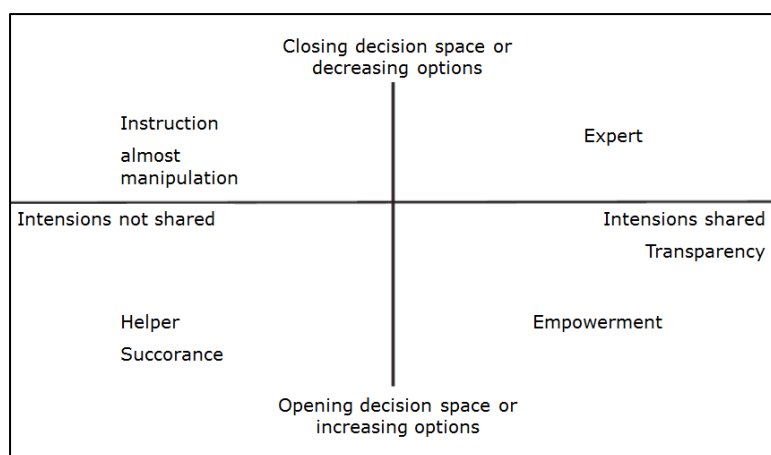 Closing decision space or
decreasing options
Instruction
almost
manipulation
Expert
Intensions not shared
Intensions shared
Transparency
Helper
Succorance
Empowerment
Opening decision space or
increasing options